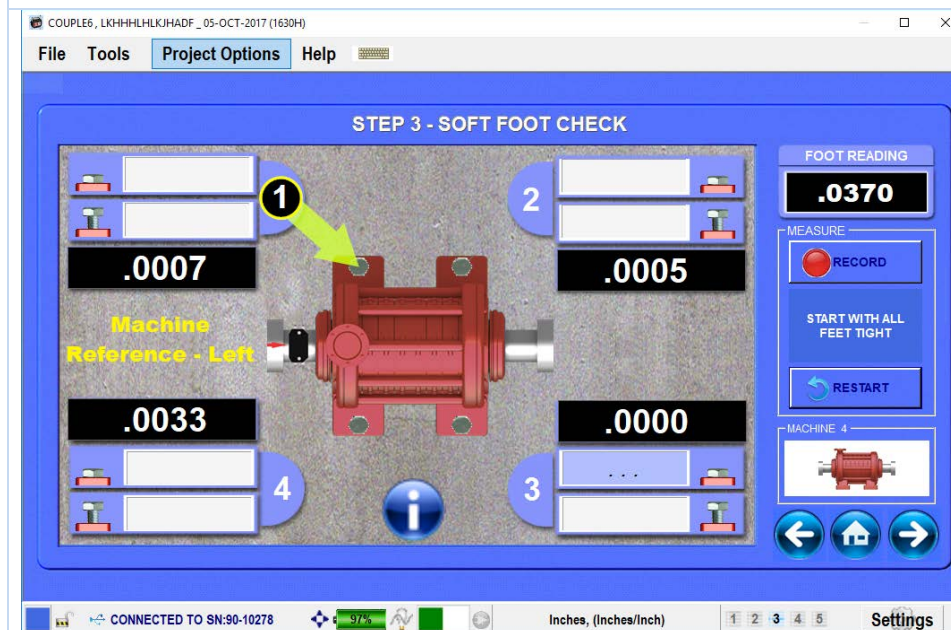 COUPLE6 , LKHHHLHLKJHADF _ 05-OCT-2017 (1630H)
File Tools Project Options Help
STEP 3 - SOFT FOOT CHECK
1
2
.0007
.0005
Machine
Reference - Left
.0033
.0000
. . .
4
3
FOOT READING
.0370
MEASURE
RECORD
START WITH ALL
FEET TIGHT
RESTART
MACHINE 4
CONNECTED TO SN:90-10278 97% Inches, (Inches/Inch) 1 2 3 4 5 Settings